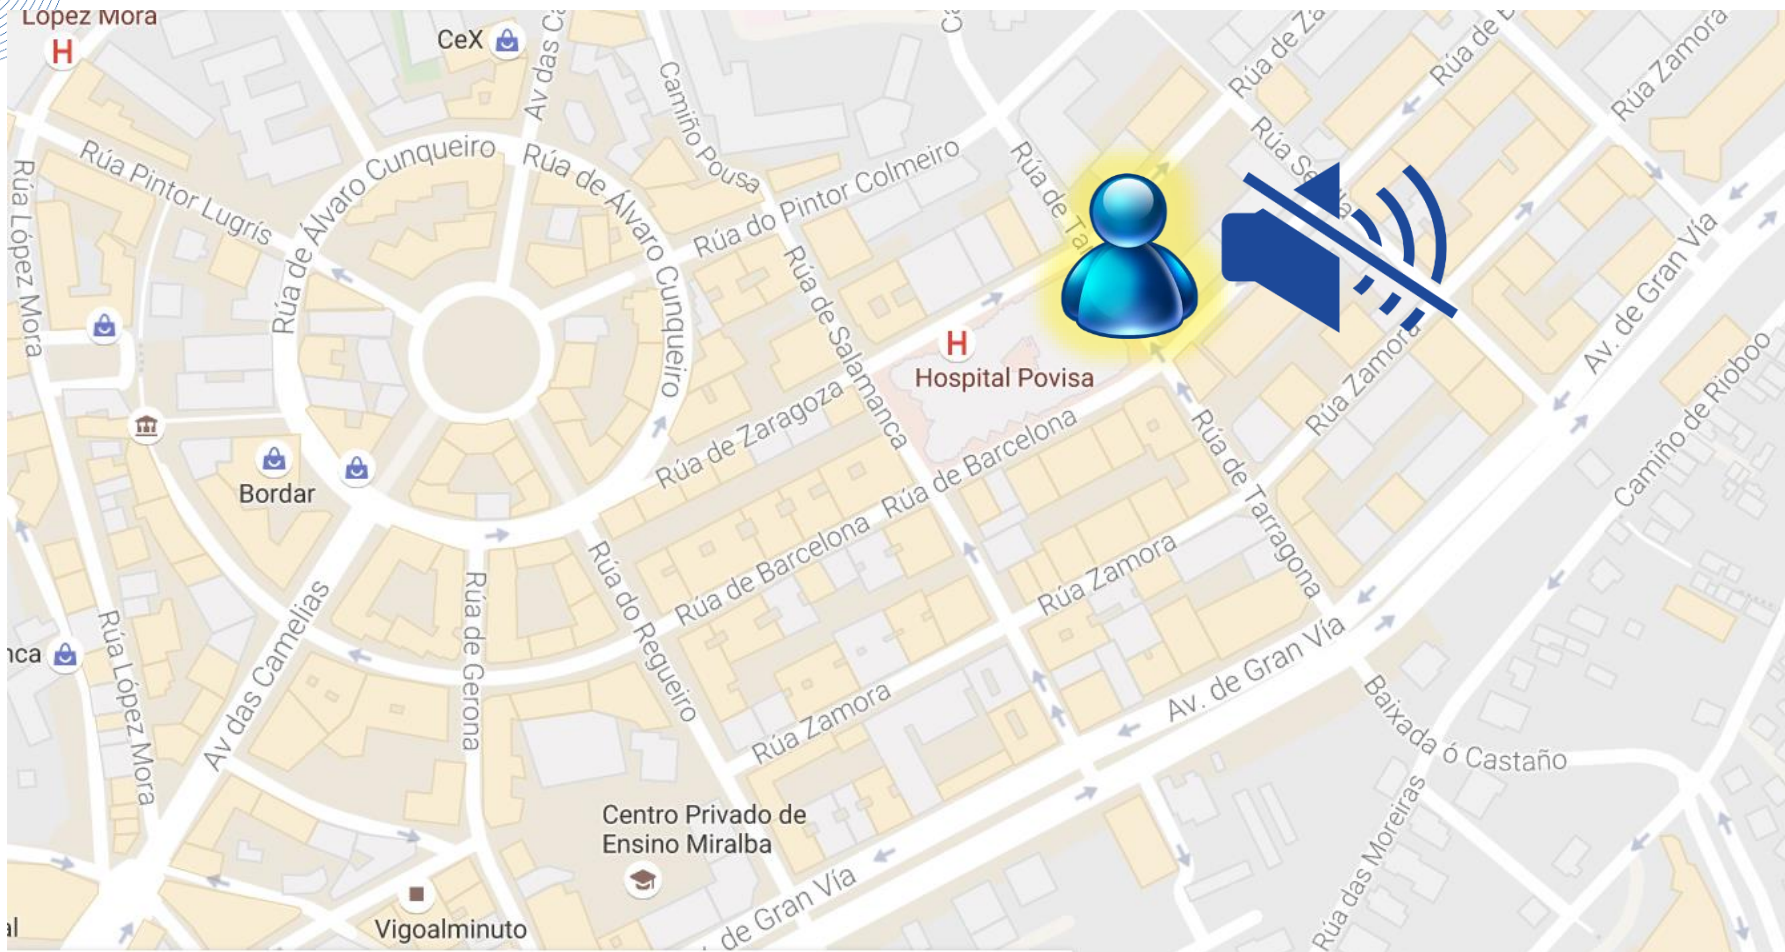 López Mora
H
CeX
Av das Ca
Camiño Pousa
Rúa de Za
Rúa de B
Rúa Zamora
Rúa Pintor Lugrís
Rúa de Álvaro Cunqueiro
Rúa de Álvaro Cunqueiro
Rúa do Pintor Colmeiro
Rúa de Ta
Rúa Se
Rúa López Mora
Rúa de Salamanca
H
Hospital Povisa
Av. de Gran Vía
Rúa Zamora
Camiño de Rioboo
Rúa de Zaragoza
Rúa de Barcelona
Rúa de Tarragona
Bordar
Rúa de Barcelona
Rúa Zamora
Av das Camelias
Rúa de Gerona
Rúa do Regueiro
Rúa López Mora
nca
Rúa Zamora
Av. de Gran Vía
Baixada ó Castaño
Centro Privado de
Ensino Miralba
Rúa das Moreiras
de Gran Vía
Vigoalminuto
al